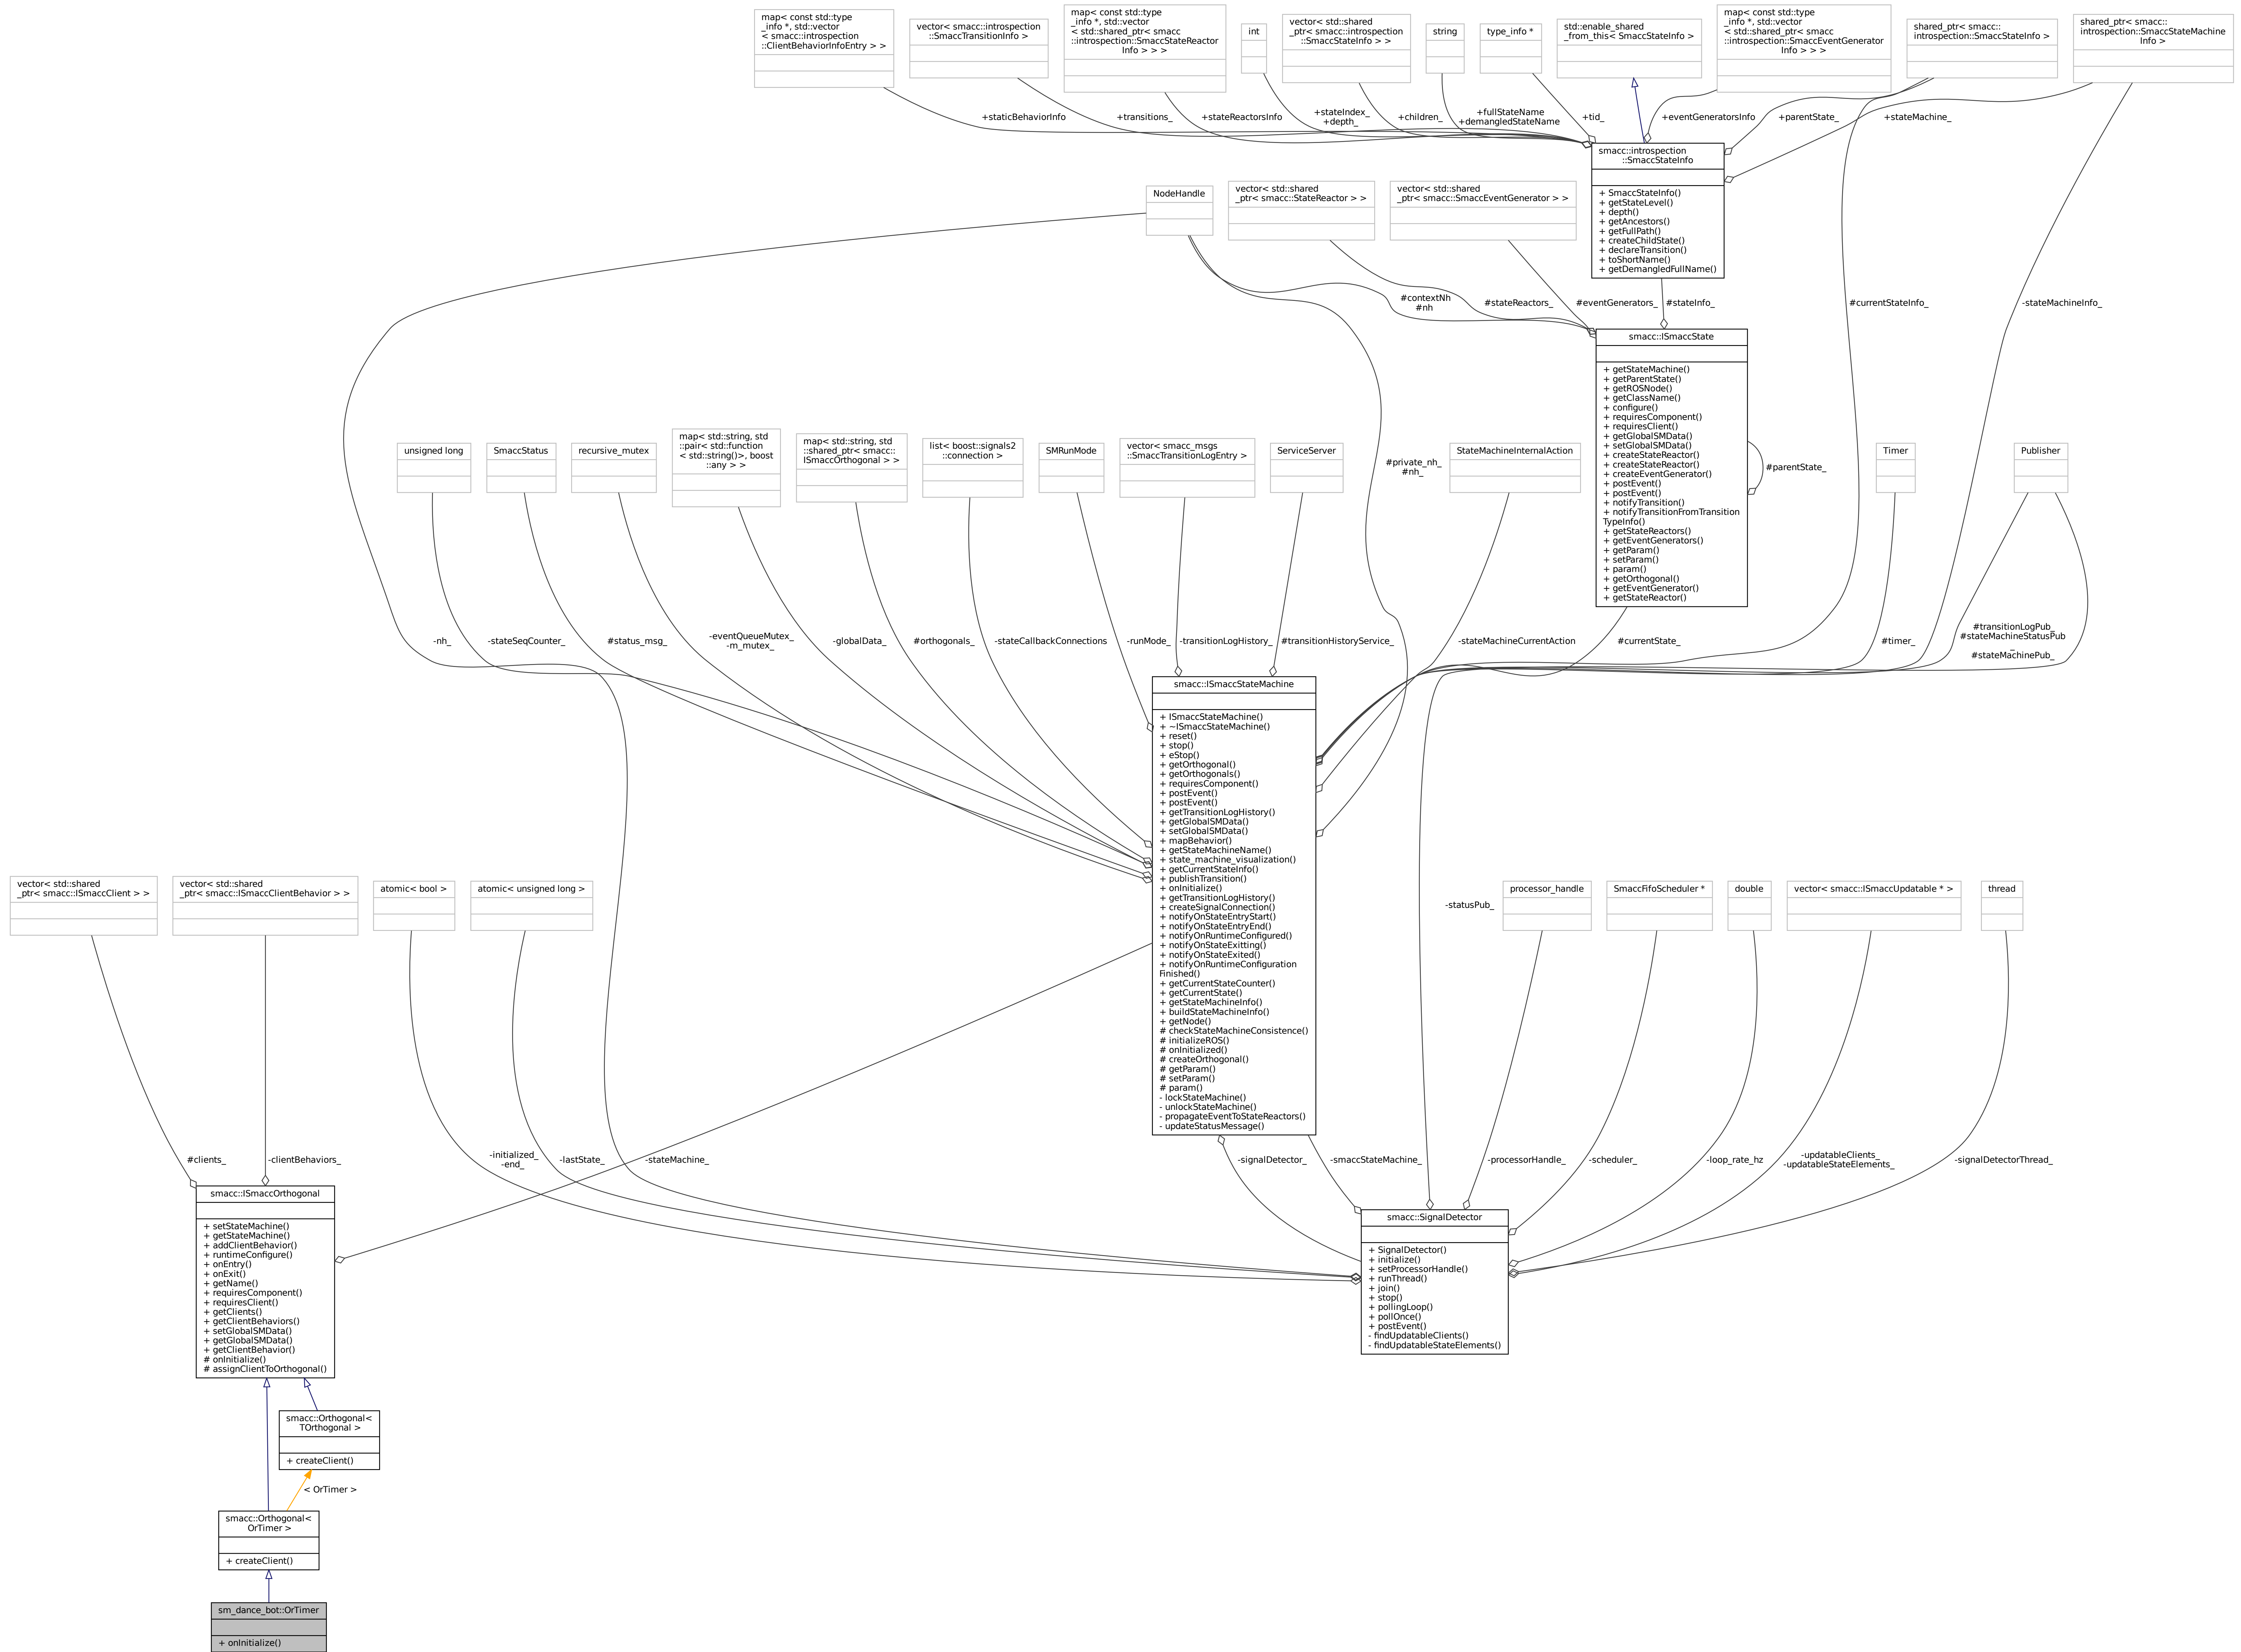 map< const std::type
_info *, std::vector
< smacc::introspection
::ClientBehaviorInfoEntry > >
vector< smacc::introspection
::SmaccTransitionInfo >
map< const std::type
_info *, std::vector
< std::shared_ptr< smacc
::introspection::SmaccStateReactor
Info > > >
int
vector< std::shared
_ptr< smacc::introspection
::SmaccStateInfo > >
string
type_info *
std::enable_shared
_from_this< SmaccStateInfo >
map< const std::type
_info *, std::vector
< std::shared_ptr< smacc
::introspection::SmaccEventGenerator
Info > > >
shared_ptr< smacc::
introspection::SmaccStateInfo >
shared_ptr< smacc::
introspection::SmaccStateMachine
Info >
+staticBehaviorInfo
+transitions_
+stateReactorsInfo
+stateIndex_
+depth_
+children_
+fullStateName
+demangledStateName
+tid_
+eventGeneratorsInfo
+parentState_
+stateMachine_
smacc::introspection
::SmaccStateInfo
+ SmaccStateInfo()
+ getStateLevel()
+ depth()
+ getAncestors()
+ getFullPath()
+ createChildState()
+ declareTransition()
+ toShortName()
+ getDemangledFullName()
NodeHandle
vector< std::shared
_ptr< smacc::StateReactor > >
vector< std::shared
_ptr< smacc::SmaccEventGenerator > >
#contextNh
#nh
#stateReactors_
#eventGenerators_
#stateInfo_
#currentStateInfo_
-stateMachineInfo_
smacc::ISmaccState
+ getStateMachine()
+ getParentState()
+ getROSNode()
+ getClassName()
+ configure()
+ requiresComponent()
+ requiresClient()
+ getGlobalSMData()
+ setGlobalSMData()
+ createStateReactor()
+ createStateReactor()
+ createEventGenerator()
+ postEvent()
+ postEvent()
+ notifyTransition()
+ notifyTransitionFromTransition
TypeInfo()
+ getStateReactors()
+ getEventGenerators()
+ getParam()
+ setParam()
+ param()
+ getOrthogonal()
+ getEventGenerator()
+ getStateReactor()
#parentState_
unsigned long
SmaccStatus
recursive_mutex
map< std::string, std
::pair< std::function
< std::string()>, boost
::any > >
map< std::string, std
::shared_ptr< smacc::
ISmaccOrthogonal > >
list< boost::signals2
::connection >
SMRunMode
vector< smacc_msgs
::SmaccTransitionLogEntry >
ServiceServer
#private_nh_
#nh_
StateMachineInternalAction
Timer
Publisher
-nh_
-stateSeqCounter_
#status_msg_
-eventQueueMutex_
-m_mutex_
-globalData_
#orthogonals_
-stateCallbackConnections
-runMode_
-transitionLogHistory_
#transitionHistoryService_
-stateMachineCurrentAction
#currentState_
#timer_
#transitionLogPub_
#stateMachineStatusPub
_
#stateMachinePub_
smacc::ISmaccStateMachine
+ ISmaccStateMachine()
+ ~ISmaccStateMachine()
+ reset()
+ stop()
+ eStop()
+ getOrthogonal()
+ getOrthogonals()
+ requiresComponent()
+ postEvent()
+ postEvent()
+ getTransitionLogHistory()
+ getGlobalSMData()
+ setGlobalSMData()
+ mapBehavior()
+ getStateMachineName()
+ state_machine_visualization()
+ getCurrentStateInfo()
+ publishTransition()
+ onInitialize()
+ getTransitionLogHistory()
+ createSignalConnection()
+ notifyOnStateEntryStart()
+ notifyOnStateEntryEnd()
+ notifyOnRuntimeConfigured()
+ notifyOnStateExitting()
+ notifyOnStateExited()
+ notifyOnRuntimeConfiguration
Finished()
+ getCurrentStateCounter()
+ getCurrentState()
+ getStateMachineInfo()
+ buildStateMachineInfo()
+ getNode()
# checkStateMachineConsistence()
# initializeROS()
# onInitialized()
# createOrthogonal()
# getParam()
# setParam()
# param()
- lockStateMachine()
- unlockStateMachine()
- propagateEventToStateReactors()
- updateStatusMessage()
vector< std::shared
_ptr< smacc::ISmaccClient > >
vector< std::shared
_ptr< smacc::ISmaccClientBehavior > >
atomic< bool >
atomic< unsigned long >
-statusPub_
processor_handle
SmaccFifoScheduler *
double
vector< smacc::ISmaccUpdatable * >
thread
#clients_
-clientBehaviors_
-initialized_
-end_
-lastState_
-stateMachine_
-signalDetector_
-smaccStateMachine_
-processorHandle_
-scheduler_
-loop_rate_hz
-updatableClients_
-updatableStateElements_
-signalDetectorThread_
smacc::ISmaccOrthogonal
+ setStateMachine()
+ getStateMachine()
+ addClientBehavior()
+ runtimeConfigure()
+ onEntry()
+ onExit()
+ getName()
+ requiresComponent()
+ requiresClient()
+ getClients()
+ getClientBehaviors()
+ setGlobalSMData()
+ getGlobalSMData()
+ getClientBehavior()
# onInitialize()
# assignClientToOrthogonal()
smacc::SignalDetector
+ SignalDetector()
+ initialize()
+ setProcessorHandle()
+ runThread()
+ join()
+ stop()
+ pollingLoop()
+ pollOnce()
+ postEvent()
- findUpdatableClients()
- findUpdatableStateElements()
smacc::Orthogonal<
TOrthogonal >
+ createClient()
< OrTimer >
smacc::Orthogonal<
OrTimer >
+ createClient()
sm_dance_bot::OrTimer
+ onInitialize()